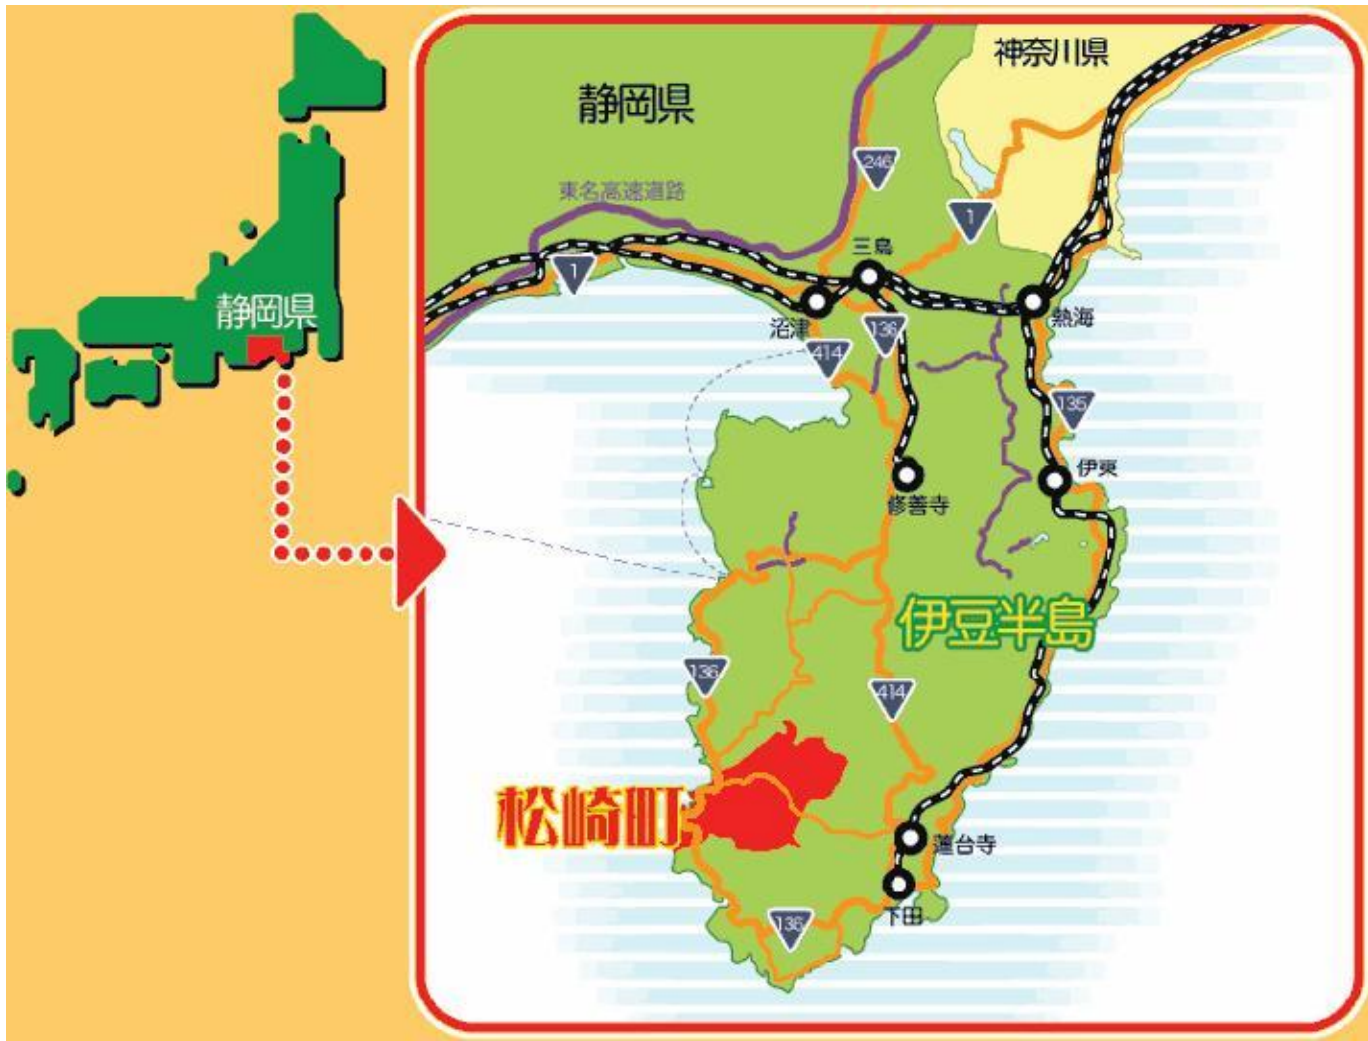 静岡県
静岡県
神奈川県
東名高速道路
246
1
1
三島
沼津
熱海
136
414
135
伊東
修善寺
伊豆半島
136
414
松崎町
蓮台寺
下田
136